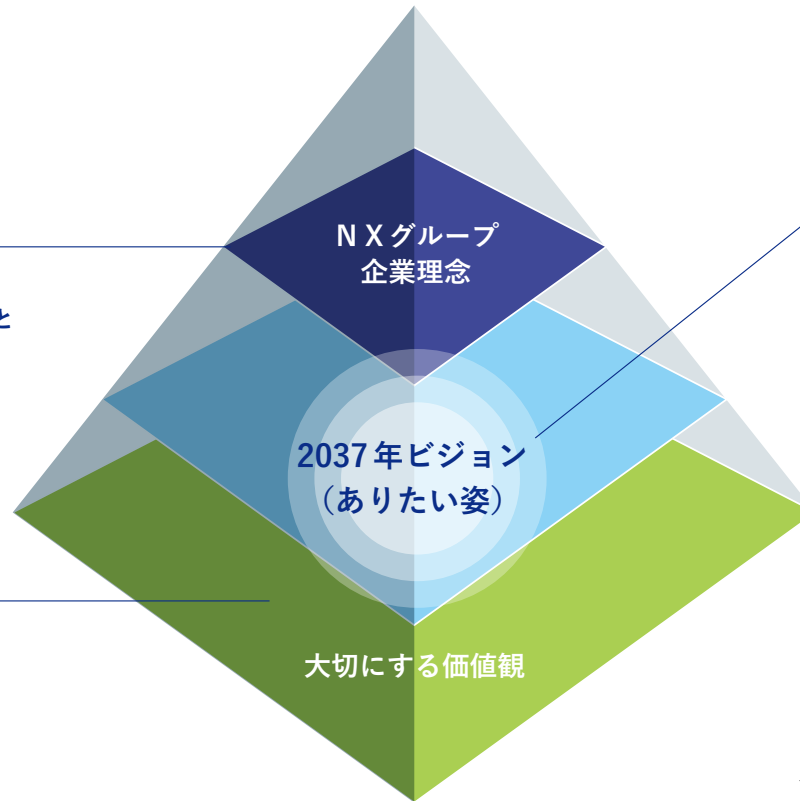 NXグループ
企業理念
と
2037年ビジョン
（ありたい姿）
大切にする価値観